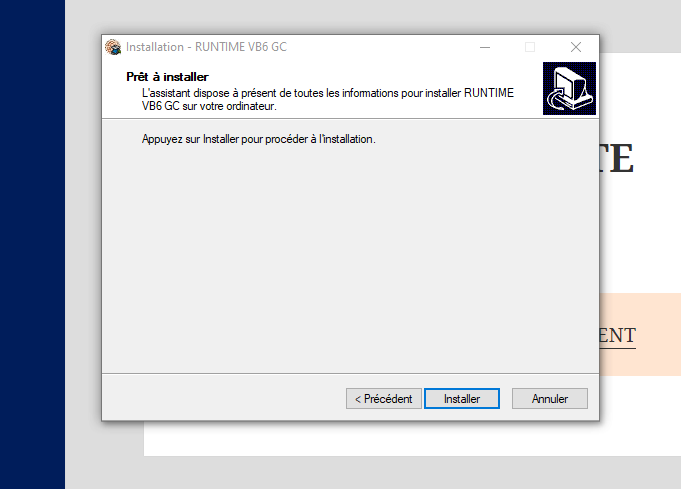 Installation - RUNTIME VB6 GC
Prêt à installer
L'assistant dispose à présent de toutes les informations pour installer RUNTIME
VB6 GC sur votre ordinateur.
Appuyez sur Installer pour procéder à l'installation.
TE
ENT
< Précédent
Installer
Annuler